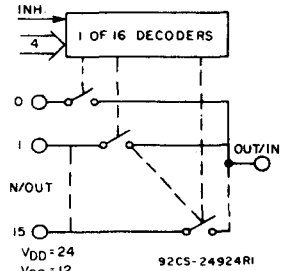 INH.
4
1 OF 16 DECODERS
0
1
OUT/IN
N/OUT
15
VDD=24
92CS-24924R1